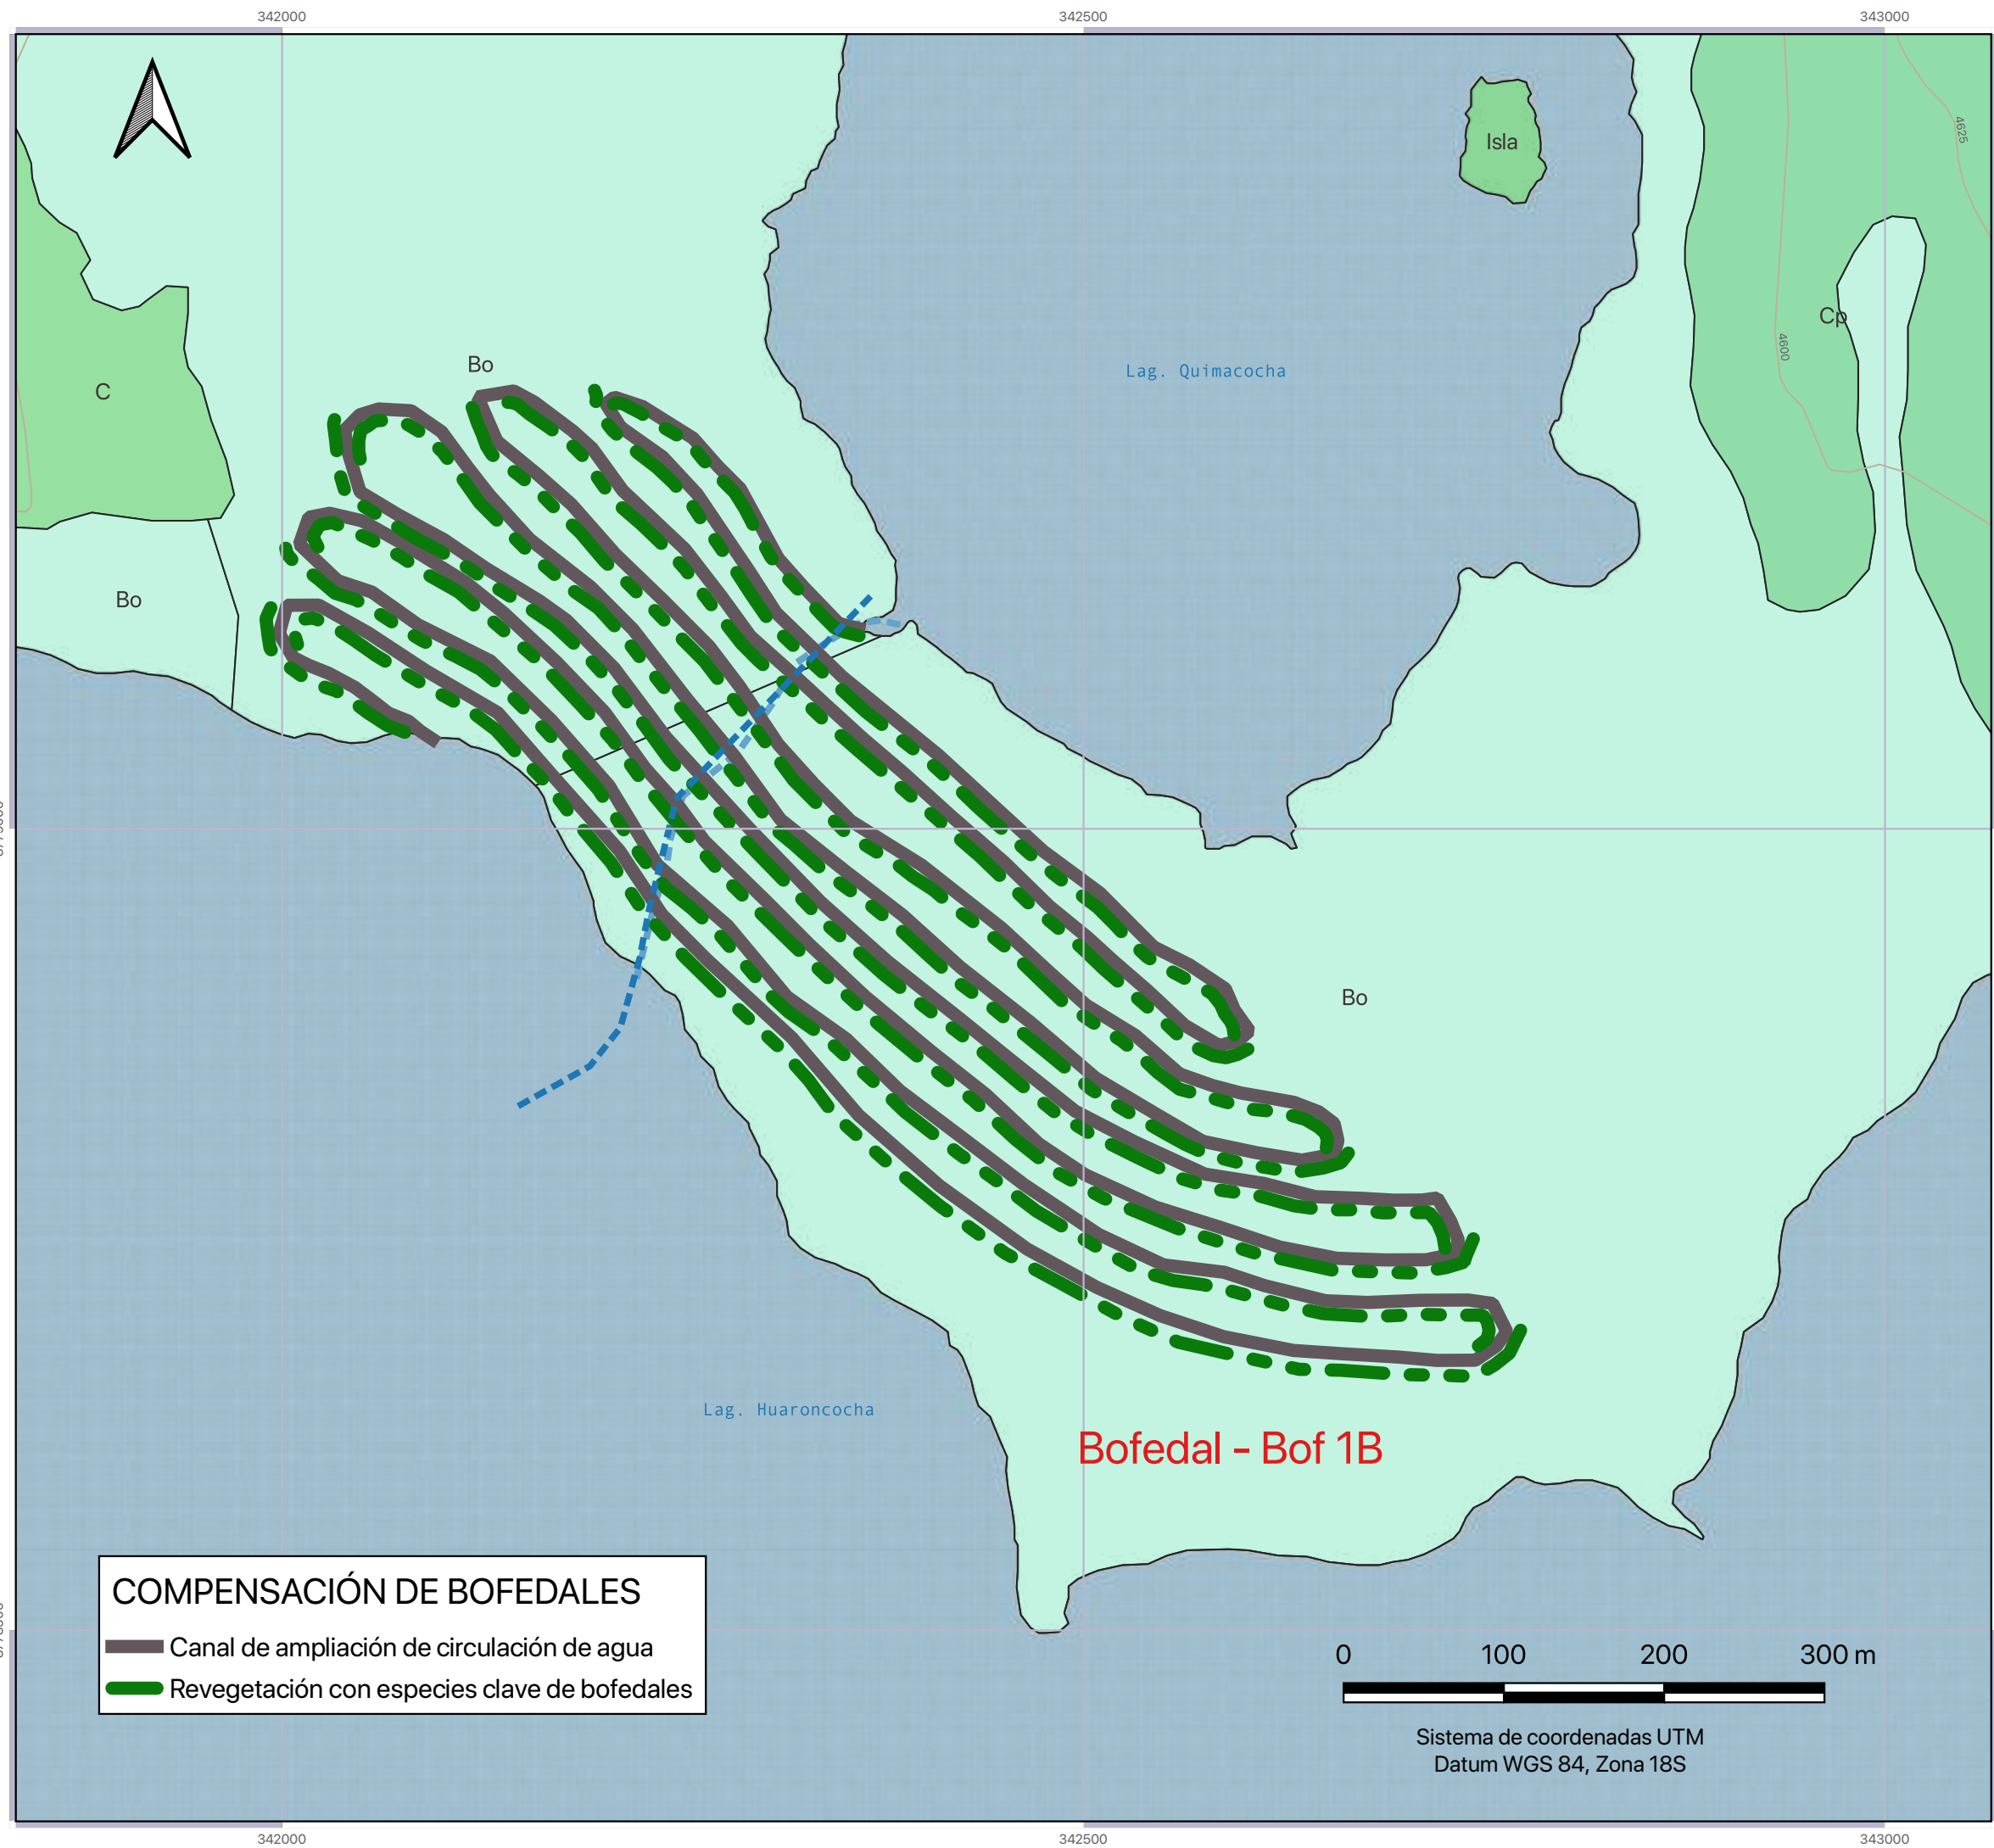 342000 342500 343000
4625
Isla
Cp
4600
Lag. Quimacocha
Bo
C
Bo
Bo
Lag. Huaroncocha
Bofedal - Bof 1B
COMPENSACIÓN DE BOFEDALES
Canal de ampliación de circulación de agua
Revegetación con especies clave de bofedales
0 100 200 300 m
Sistema de coordenadas UTM
Datum WGS 84, Zona 18S
342000 342500 343000